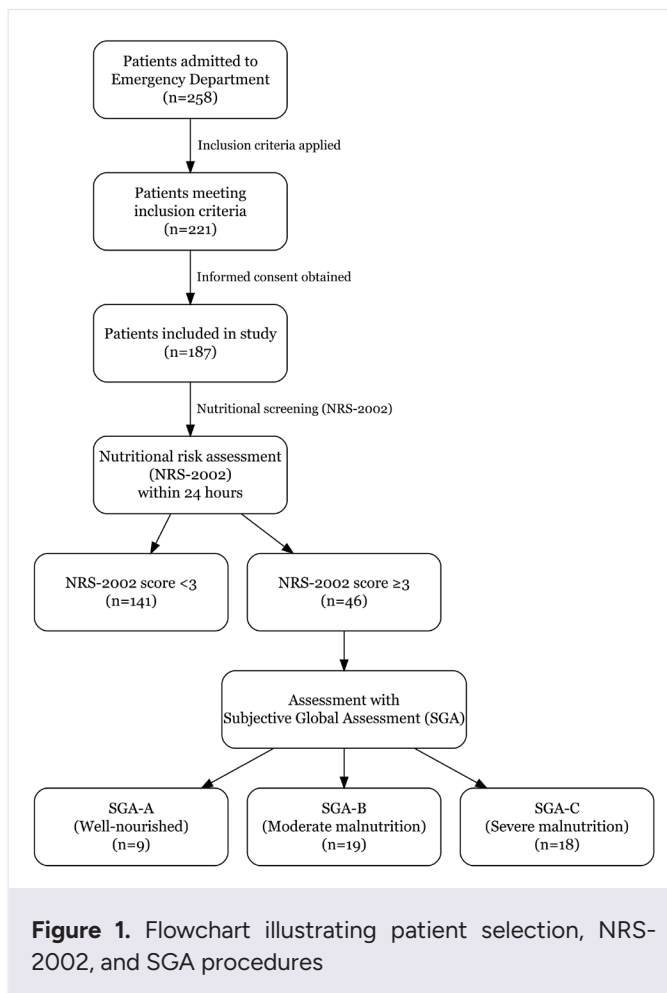 Patients admitted to
Emergency Department
(n=258)
Inclusion criteria applied
Patients meeting
inclusion criteria
(n=221)
Informed consent obtained
Patients included in study
(n=187)
Nutritional screening (NRS-2002)
Nutritional risk assessment
(NRS-2002)
within 24 hours
NRS-2002 score <3
(n=141)
NRS-2002 score ≥3
(n=46)
Assessment with
Subjective Global Assessment (SGA)
SGA-A
(Well-nourished)
(n=9)
SGA-B
(Moderate malnutrition)
(n=19)
SGA-C
(Severe malnutrition)
(n=18)
Figure 1. Flowchart illustrating patient selection, NRS-
2002, and SGA procedures